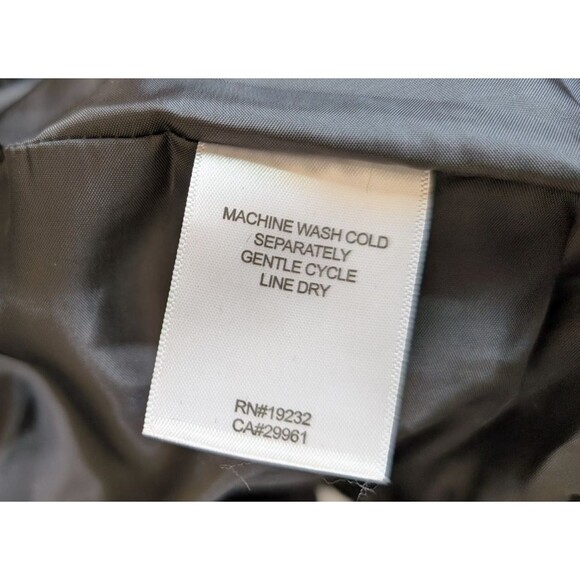 MACHINE WASH COLD
SEPARATELY
GENTLE CYCLE
LINE DRY
RN#19232
CA#29961